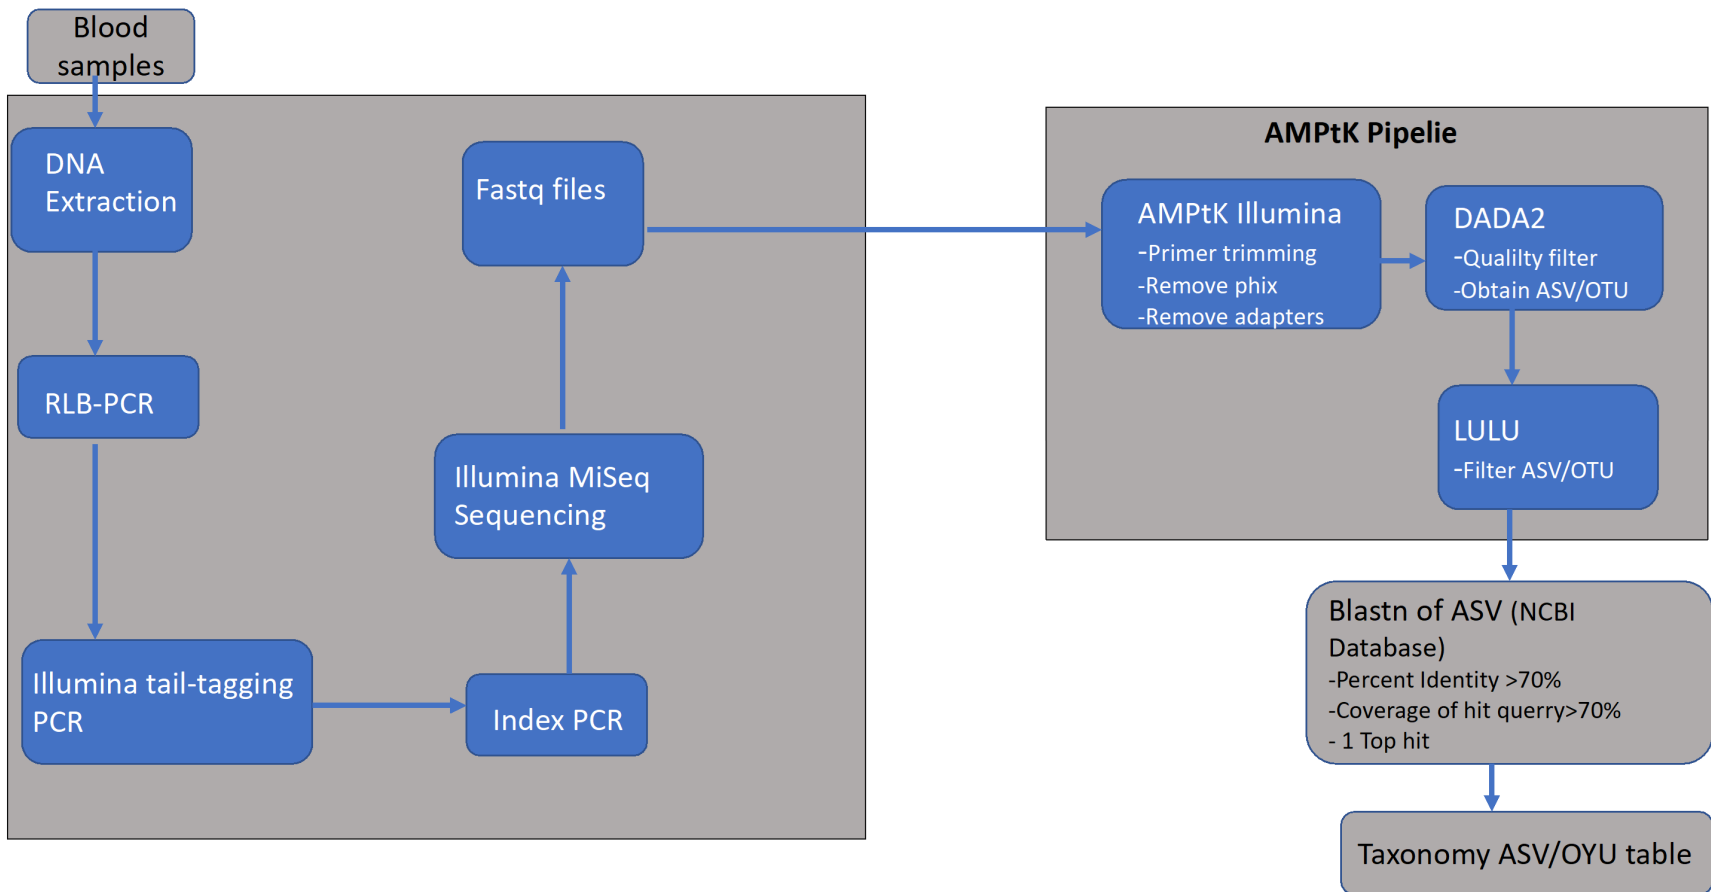 Blood
samples
DNA
Extraction
RLB-PCR
Illumina tail-tagging
PCR
Index PCR
Illumina MiSeq
Sequencing
Fastq files
AMPtK Pipelie
AMPtK Illumina
-Primer trimming
-Remove phix
-Remove adapters
DADA2
-Qualilty filter
-Obtain ASV/OTU
LULU
-Filter ASV/OTU
Blastn of ASV (NCBI
Database)
-Percent Identity >70%
-Coverage of hit querry>70%
- 1 Top hit
Taxonomy ASV/OYU table